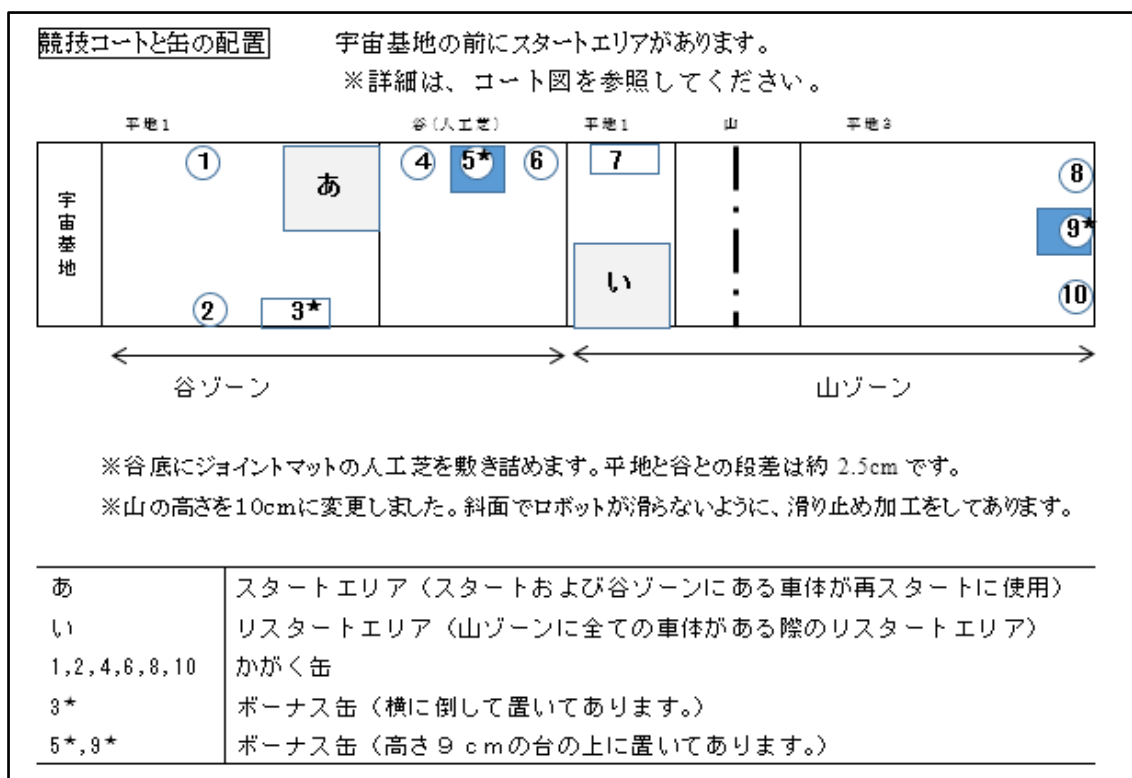 競技コートと缶の配置 宇宙基地の前にスタートエリアがあります。
※詳細は、コート図を参照してください。
平地1 谷(人工芝) 平地1 山 平地3
宇宙基地
1 あ 4 5★ 6 7 8
9★
い
2 3★ 10
谷ゾーン 山ゾーン
※谷底にジョイントマットの人工芝を敷き詰めます。平地と谷との段差は約 2.5cm です。
※山の高さを10cmに変更しました。斜面でロボットが滑らないように、滑り止め加工をしてあります。
あ スタートエリア（スタートおよび谷ゾーンにある車体が再スタートに使用）
い リスタートエリア（山ゾーンに全ての車体がある際のリスタートエリア）
1,2,4,6,8,10 かがく缶
3★ ボーナス缶（横に倒して置いてあります。）
5★,9★ ボーナス缶（高さ９ｃｍの台の上に置いてあります。）